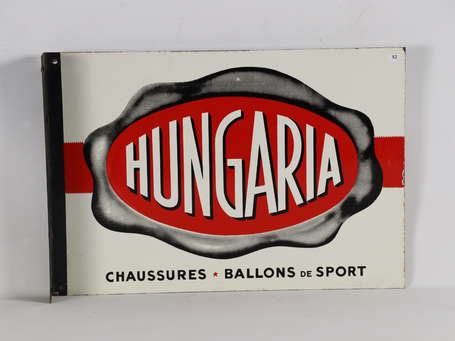 HUNGARIA
CHAUSSURES ★ BALLONS DE SPORT